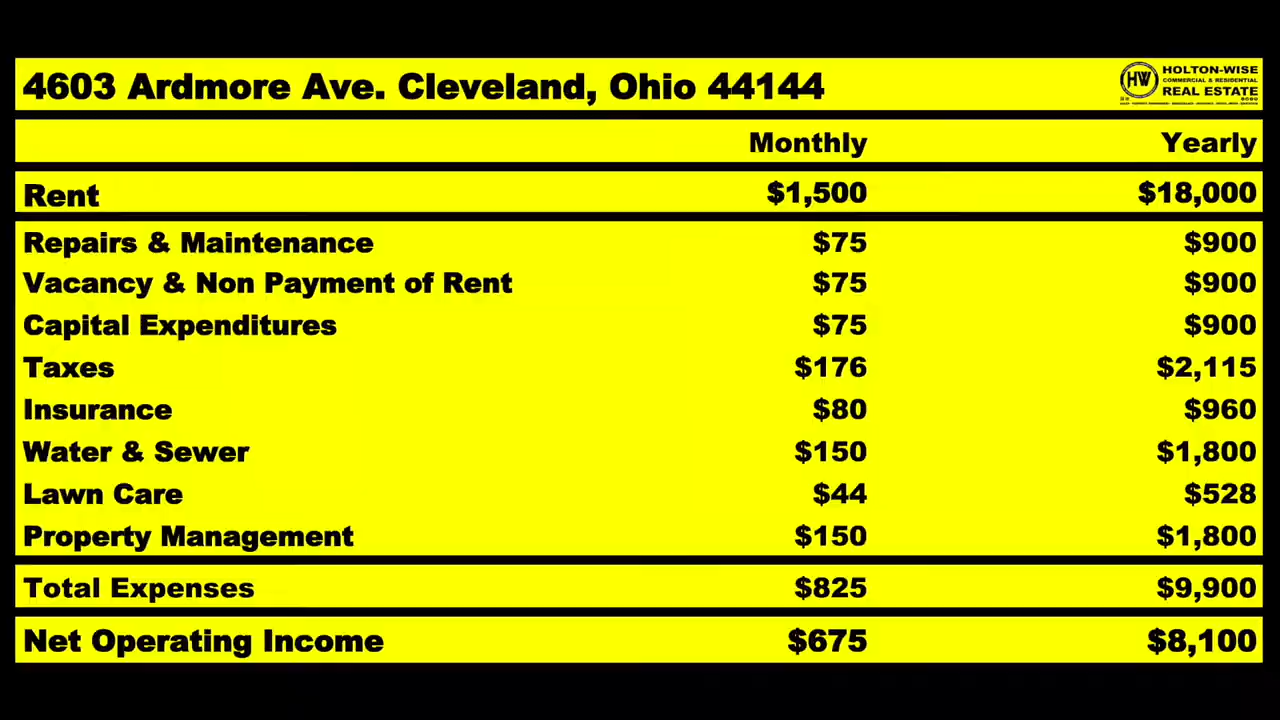 4603 Ardmore Ave. Cleveland, Ohio 44144
HW
HOLTON-WISE
COMMERCIAL & RESIDENTIAL
REAL ESTATE
Monthly Yearly
Rent $1,500 $18,000
Repairs & Maintenance $75 $900
Vacancy & Non Payment of Rent $75 $900
Capital Expenditures $75 $900
Taxes $176 $2,115
Insurance $80 $960
Water & Sewer $150 $1,800
Lawn Care $44 $528
Property Management $150 $1,800
Total Expenses $825 $9,900
Net Operating Income $675 $8,100